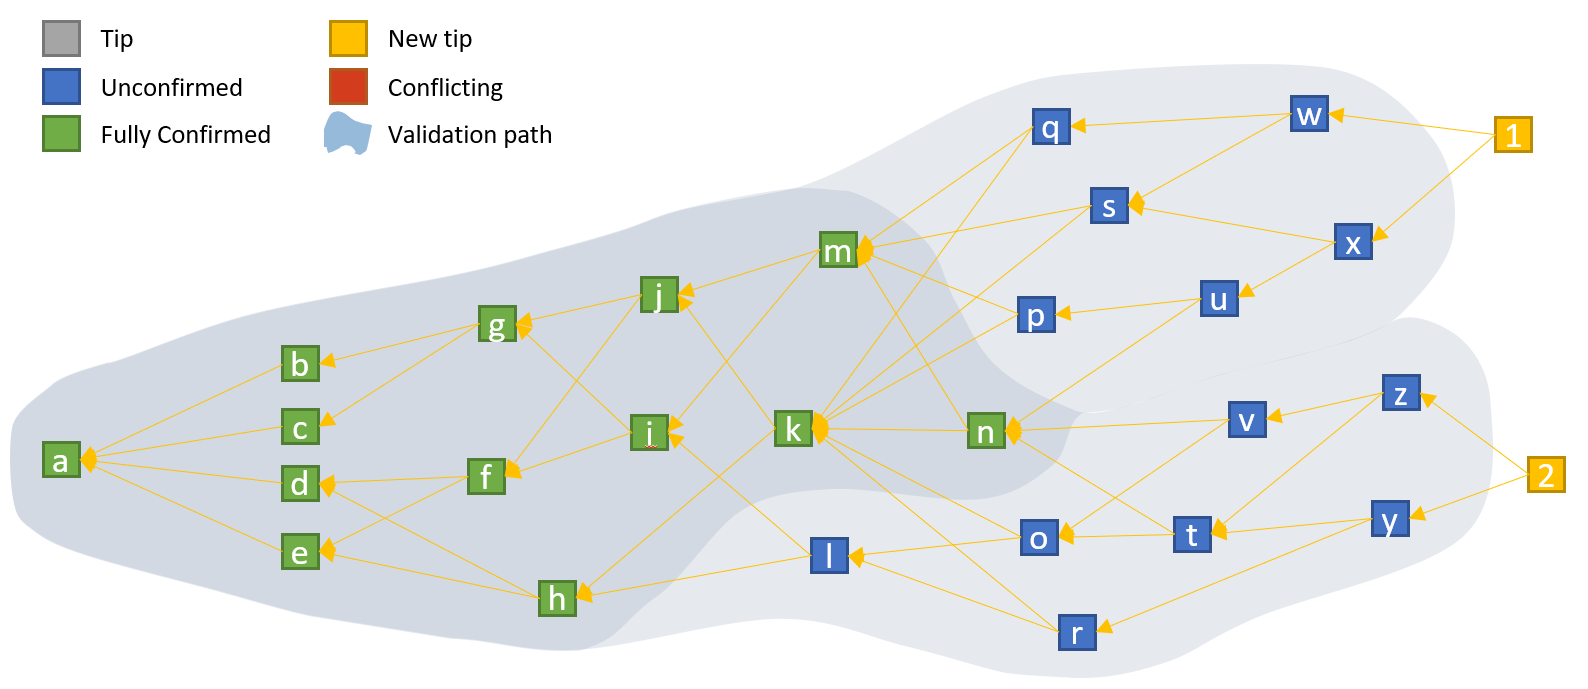 Tip
New tip
Unconfirmed
Conflicting
Fully Confirmed
Validation path
q
w
1
s
x
m
u
j
p
g
b
z
v
c
i
k
n
a
d
f
2
y
t
e
l
o
h
r